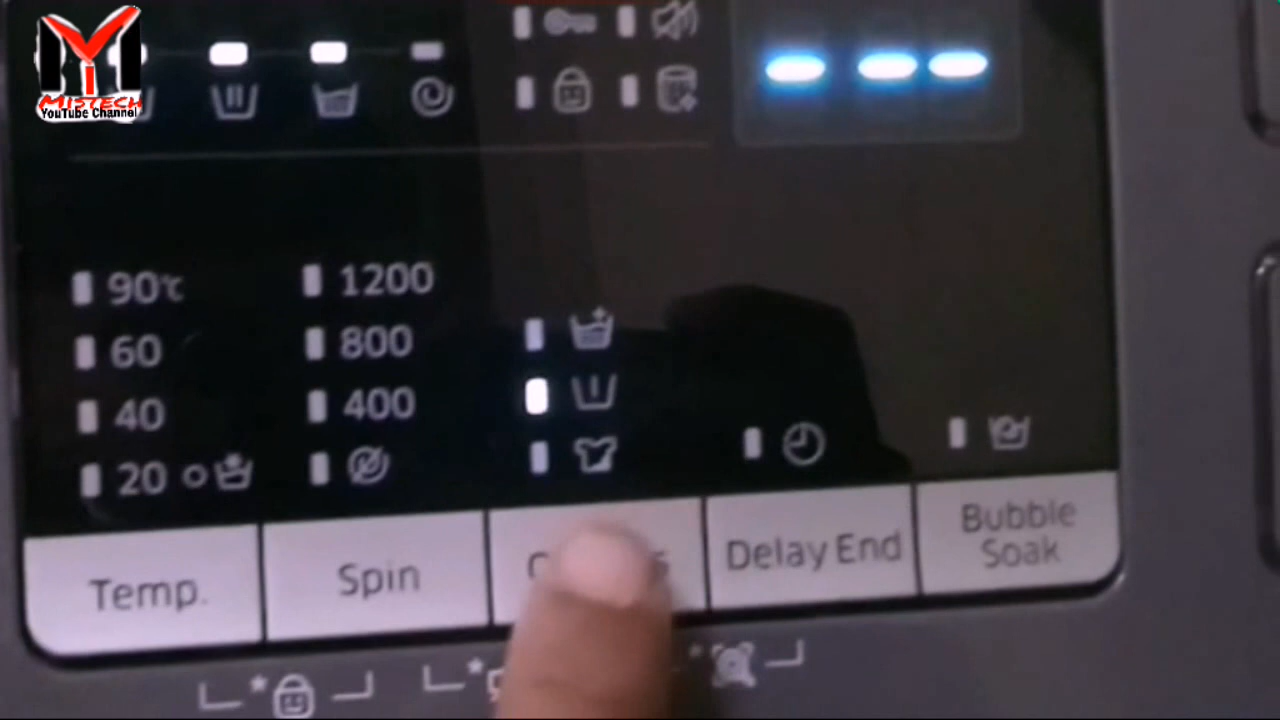 MISTECH
YouTube Channel
90℃
60
40
20
1200
800
400
Temp.
Spin
Delay End
Bubble
Soak